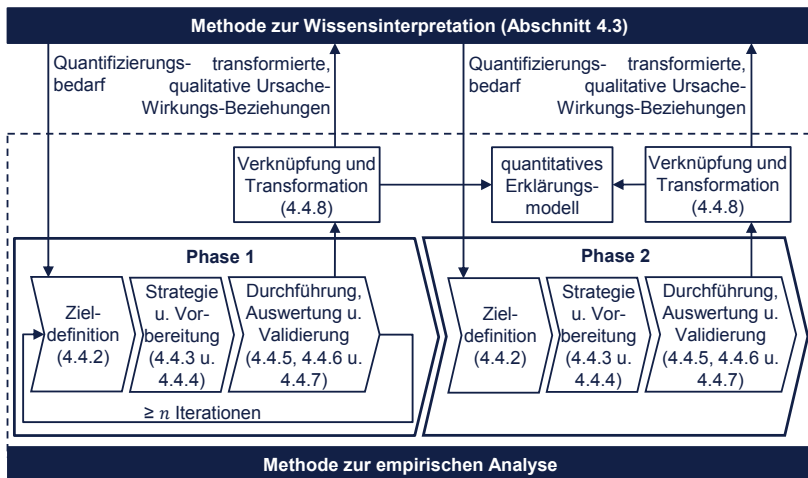 Methode zur Wissensinterpretation (Abschnitt 4.3)
Quantifizierungs-
bedarf
transformierte,
qualitative Ursache-
Wirkungs-Beziehungen
Quantifizierungs-
bedarf
transformierte,
qualitative Ursache-
Wirkungs-Beziehungen
Verknüpfung und
Transformation
(4.4.8)
quantitatives
Erklärungs-
modell
Verknüpfung und
Transformation
(4.4.8)
Phase 1
Ziel-
definition
(4.4.2)
Strategie
u. Vor-
bereitung
(4.4.3 u.
4.4.4)
Durchführung,
Auswertung u.
Validierung
(4.4.5, 4.4.6 u.
4.4.7)
≥ n Iterationen
Phase 2
Ziel-
definition
(4.4.2)
Strategie
u. Vor-
bereitung
(4.4.3 u.
4.4.4)
Durchführung,
Auswertung u.
Validierung
(4.4.5, 4.4.6 u.
4.4.7)
Methode zur empirischen Analyse